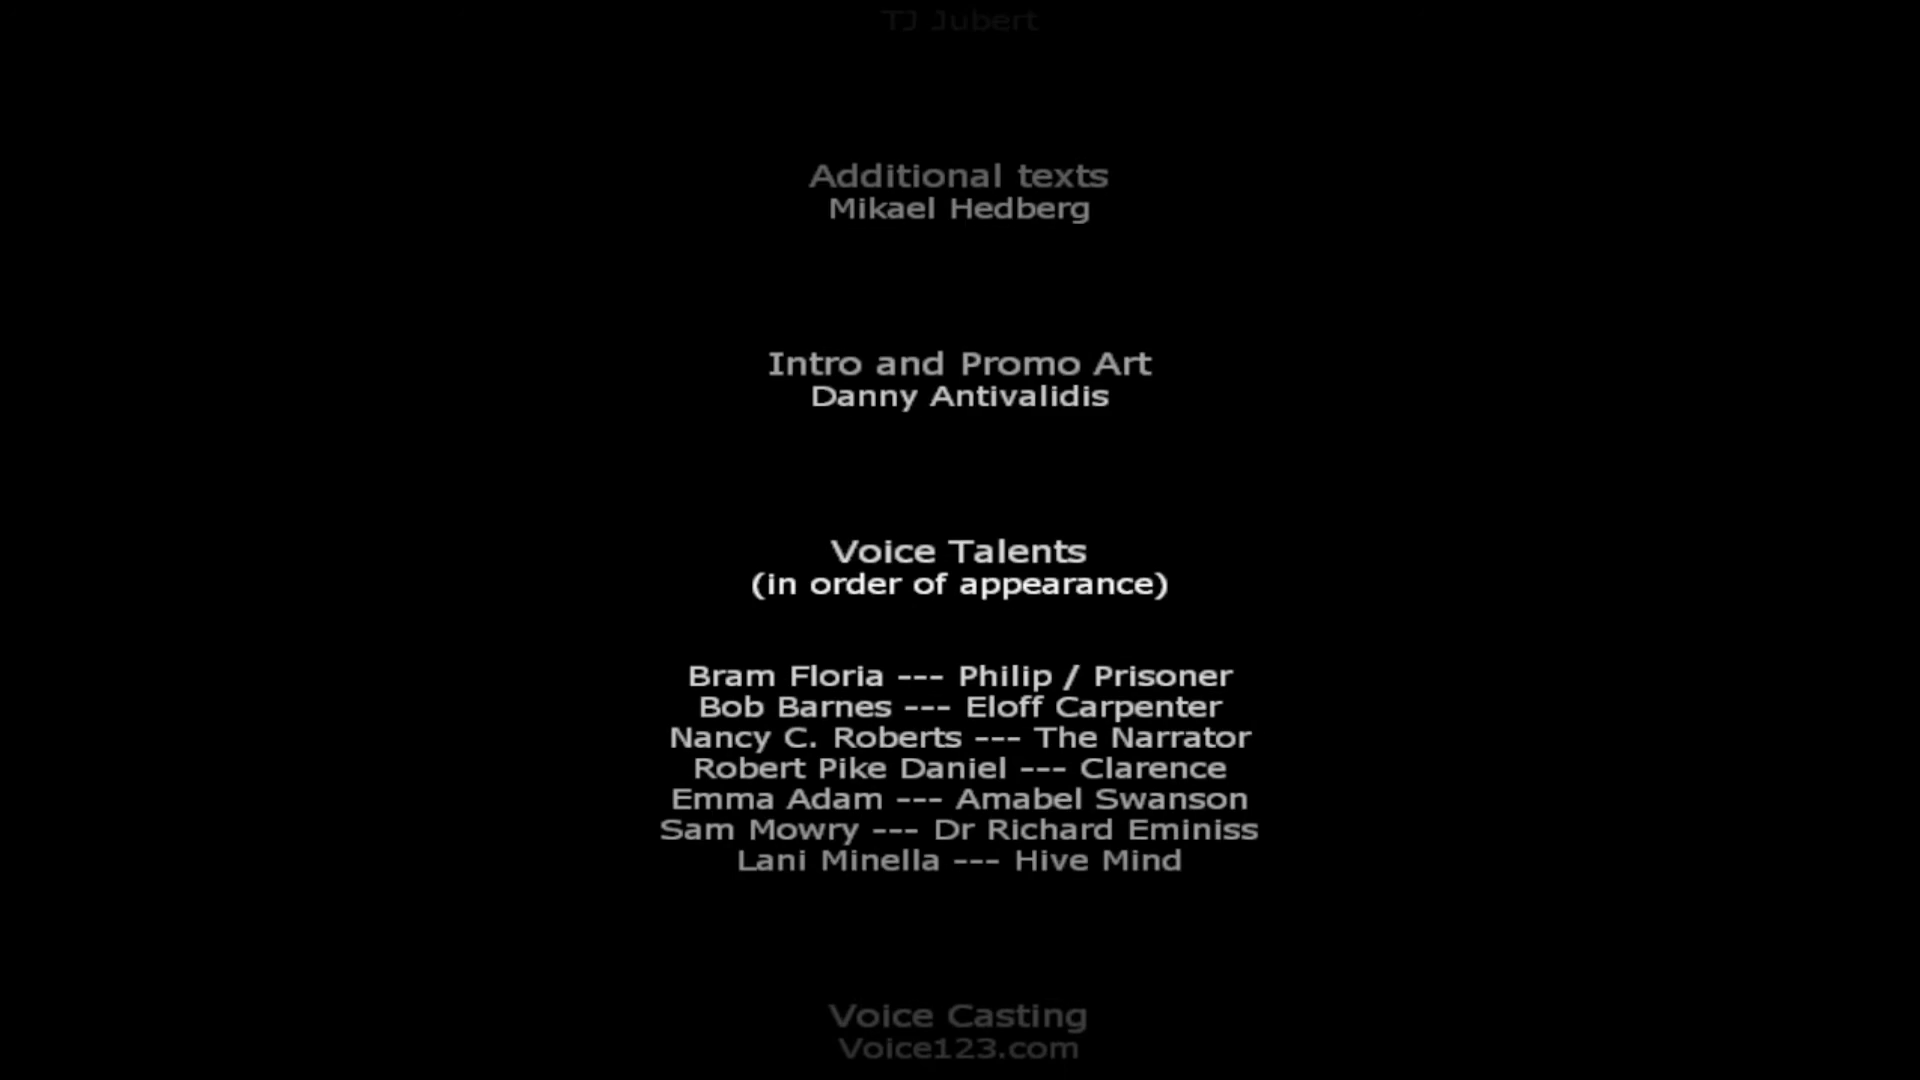 TJ Jubert
Additional texts
Mikael Hedberg
Intro and Promo Art
Danny Antivalidis
Voice Talents
(in order of appearance)
Bram Floria --- Philip / Prisoner
Bob Barnes --- Eloff Carpenter
Nancy C. Roberts --- The Narrator
Robert Pike Daniel --- Clarence
Emma Adam --- Amabel Swanson
Sam Mowry --- Dr Richard Eminiss
Lani Minella --- Hive Mind
Voice Casting
Voice123.com